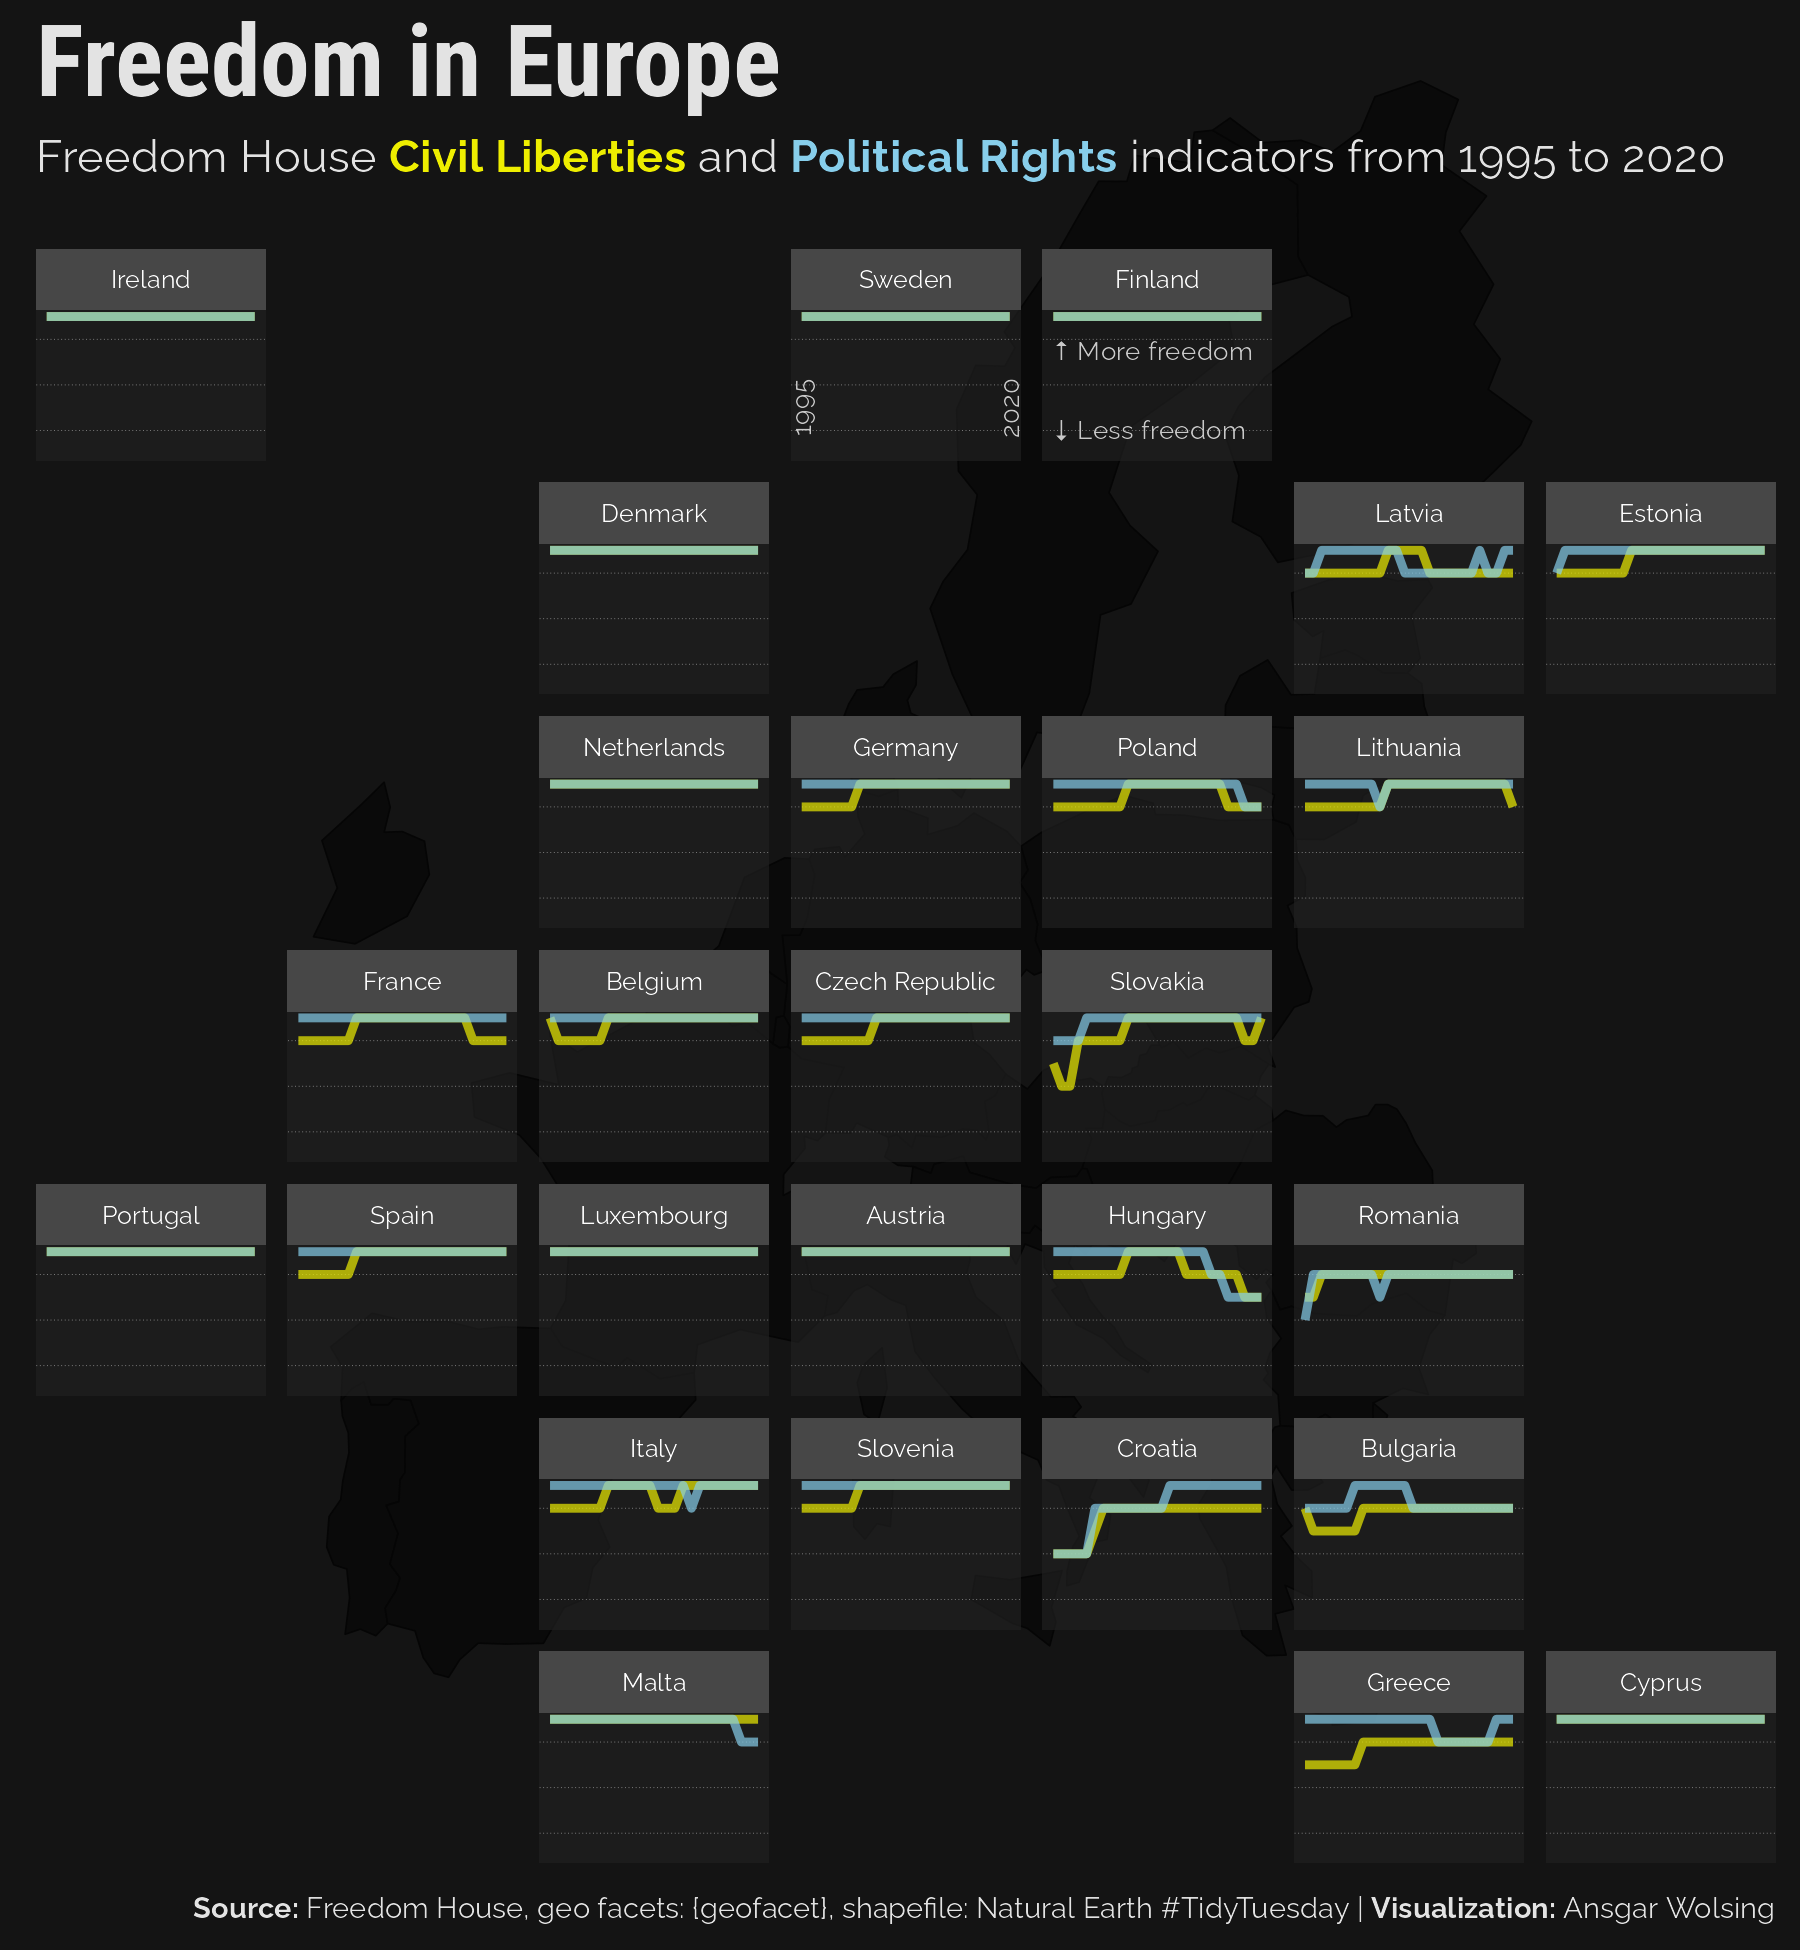 Freedom in Europe
Freedom House Civil Liberties and Political Rights indicators from 1995 to 2020
Ireland
Sweden
Finland
↑ More freedom
1995
2020
↓ Less freedom
Denmark
Latvia
Estonia
Netherlands
Germany
Poland
Lithuania
France
Belgium
Czech Republic
Slovakia
Portugal
Spain
Luxembourg
Austria
Hungary
Romania
Italy
Slovenia
Croatia
Bulgaria
Malta
Greece
Cyprus
Source: Freedom House, geo facets: {geofacet}, shapefile: Natural Earth #TidyTuesday | Visualization: Ansgar Wolsing